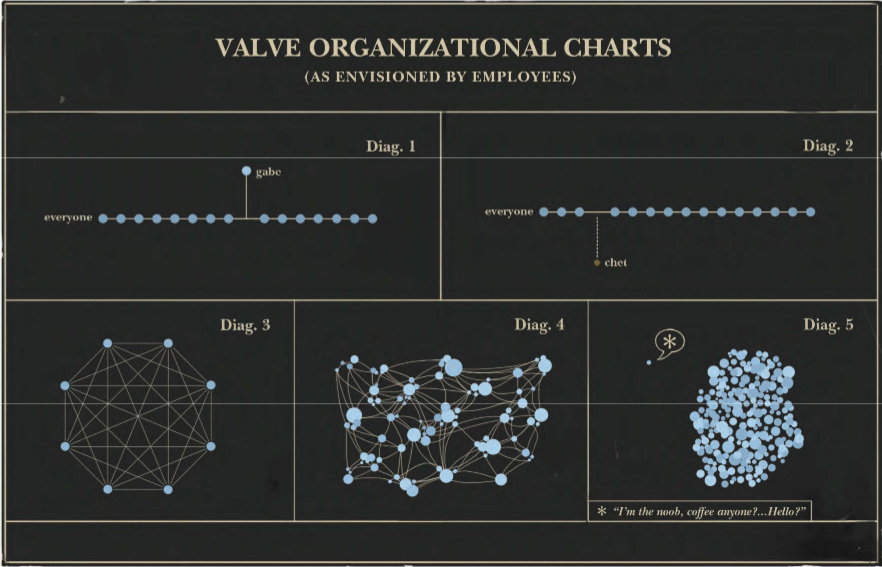 VALVE ORGANIZATIONAL CHARTS
(AS ENVISIONED BY EMPLOYEES)
Diag. 1
gabe
everyone
Diag. 2
everyone
chet
Diag. 3
Diag. 4
Diag. 5
*
* "I'm the noob, coffee anyone?...Hello?"